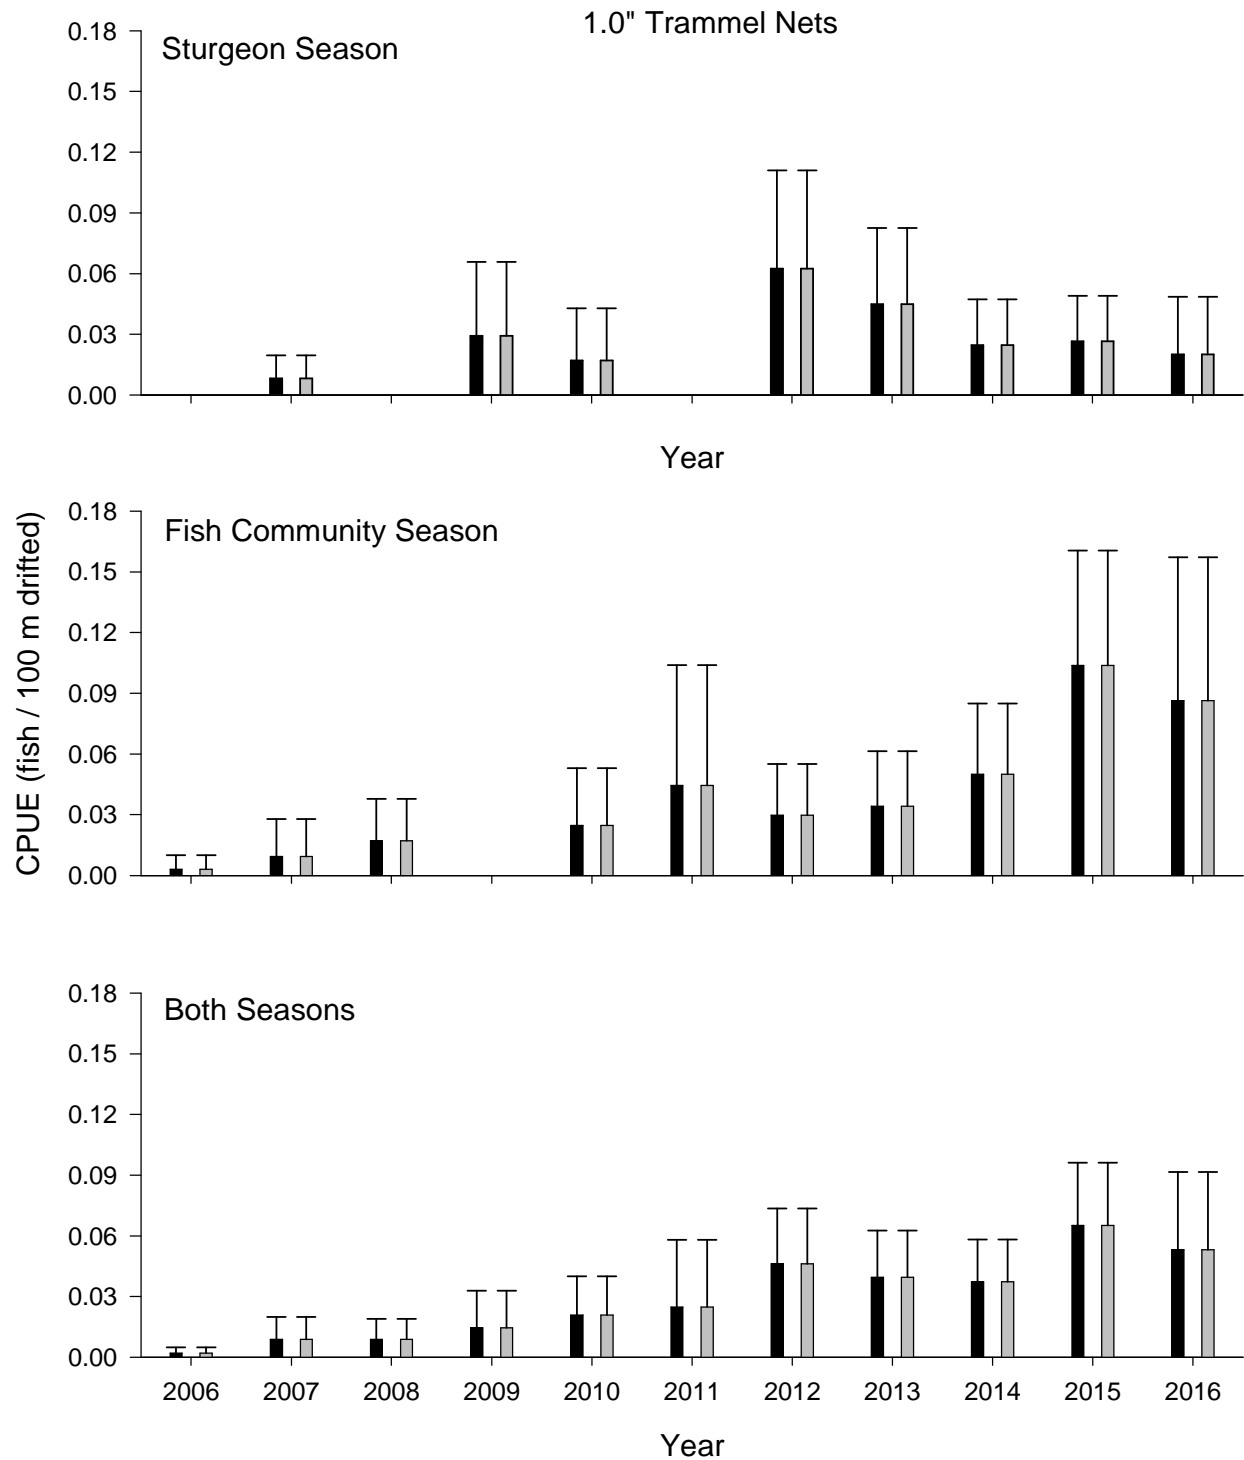 1.0" Trammel Nets
Sturgeon Season
0.18
0.15
0.12
0.09
0.06
0.03
0.00
Year
CPUE (fish / 100 m drifted)
Fish Community Season
0.18
0.15
0.12
0.09
0.06
0.03
0.00
Both Seasons
0.18
0.15
0.12
0.09
0.06
0.03
0.00
2006 2007 2008 2009 2010 2011 2012 2013 2014 2015 2016
Year